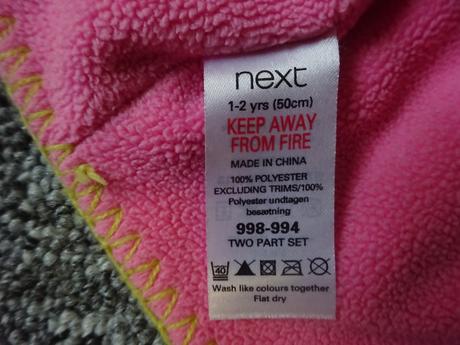 next
1-2 yrs (50cm)
KEEP AWAY
FROM FIRE
MADE IN CHINA
100% POLYESTER
EXCLUDING TRIMS/100%
Polyester undtagen
besætning
998-994
TWO PART SET
40
Wash like colours together
Flat dry